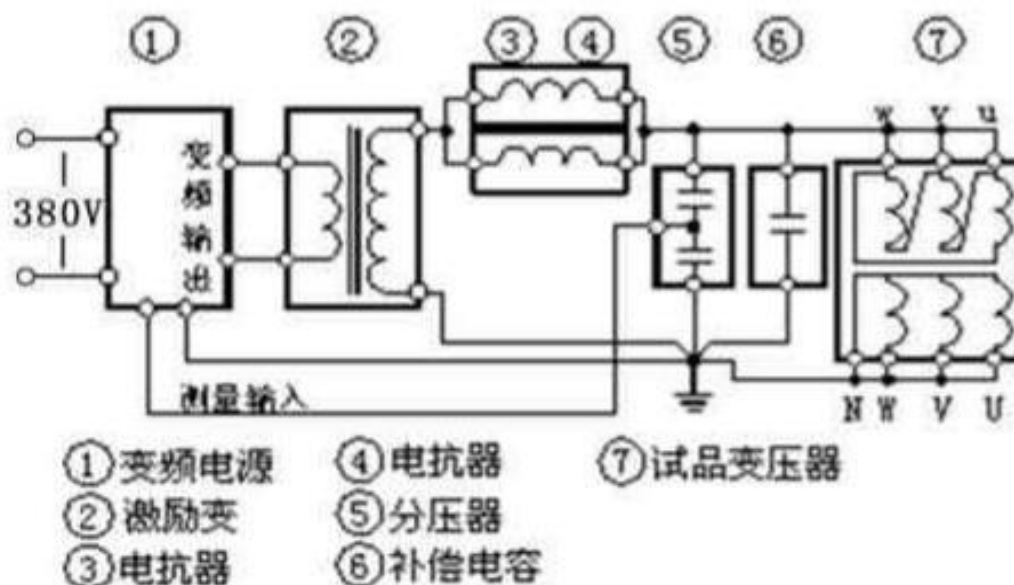 ① ② ③ ④ ⑤ ⑥ ⑦
w v u
380V
变频输出
测量输入
N W V U
① 变频电源 ④ 电抗器 ⑦ 试品变压器
② 激励变 ⑤ 分压器
③ 电抗器 ⑥ 补偿电容